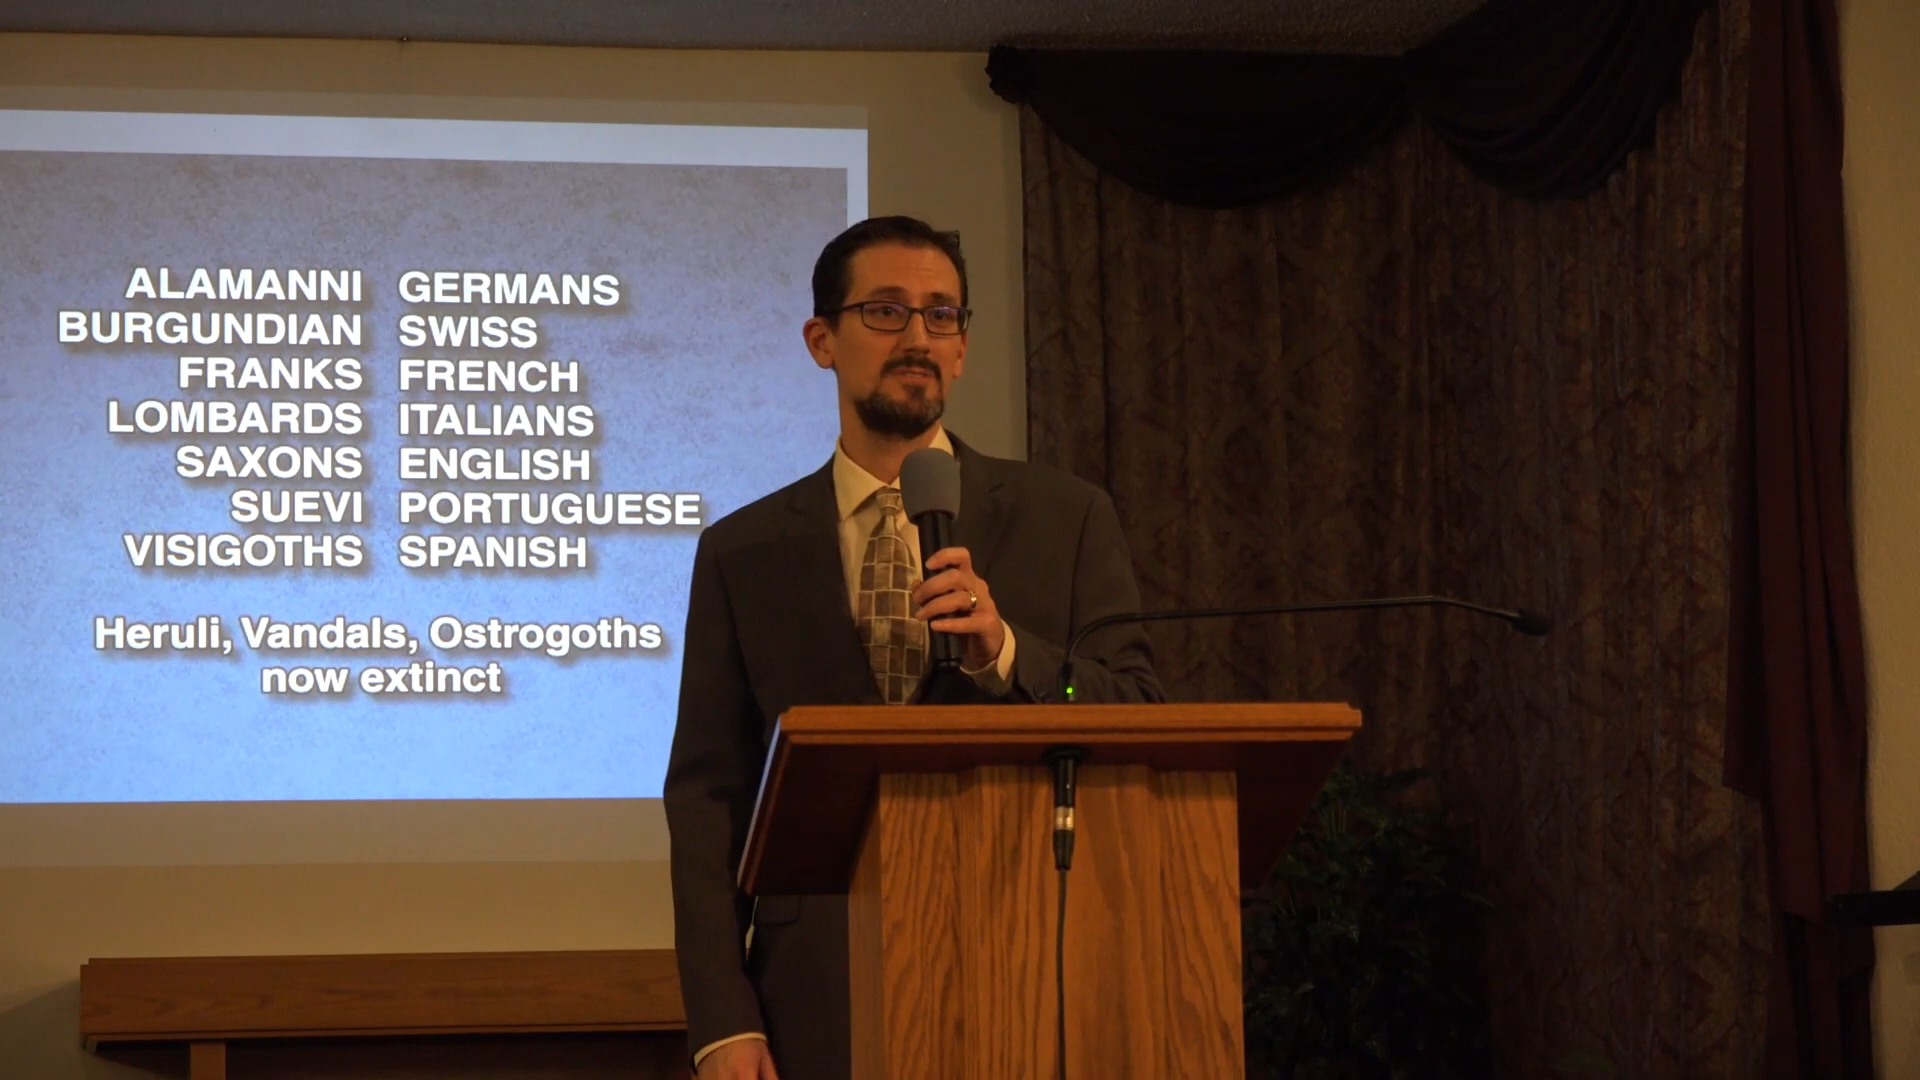 ALAMANNI GERMANS
BURGUNDIAN SWISS
FRANKS FRENCH
LOMBARDS ITALIANS
SAXONS ENGLISH
SUEVI PORTUGUESE
VISIGOTHS SPANISH
Heruli, Vandals, Ostrogoths
now extinct